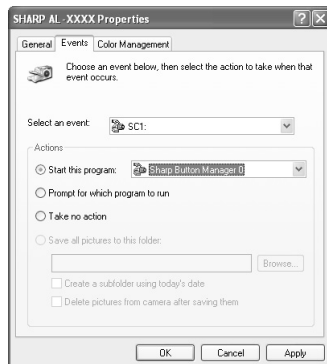 SHARP AL-XXXX Properties
General Events Color Management
Choose an event below, then select the action to take when that
event occurs.
Select an event: SC1:
Actions
Start this program: Sharp Button Manager O
Prompt for which program to run
Take no action
Save all pictures to this folder:
Browse...
Create a subfolder using today's date
Delete pictures from camera after saving them
OK Cancel Apply